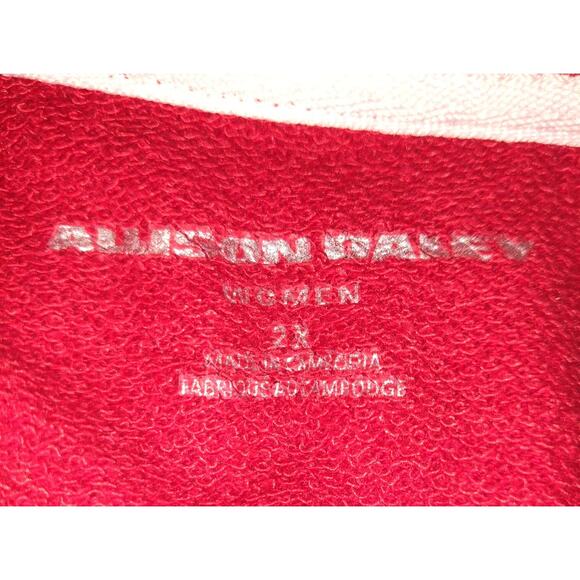 ALLISON DALEY
WOMEN
2X
MADE IN CAMBODIA
FABRIQUE AU CAMBODGE